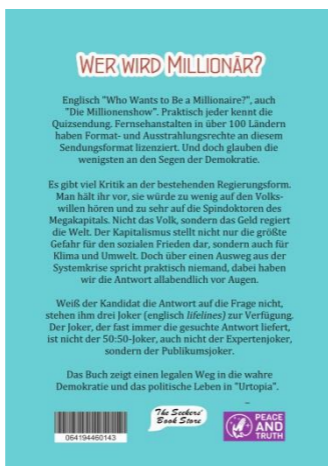 WER WIRD MILLIONÄR?
Englisch "Who Wants to Be a Millionaire?", auch
"Die Millionenshow". Praktisch jeder kennt die
Quizsendung. Fernsehanstalten in über 100 Ländern
haben Format- und Ausstrahlungsrechte an diesem
Sendungsformat lizenziert. Und doch glauben die
wenigsten an den Segen der Demokratie.
Es gibt viel Kritik an der bestehenden Regierungsform.
Man hält ihr vor, sie würde zu wenig auf den Volks-
willen hören und zu sehr auf die Spindoktoren des
Megakapitals. Nicht das Volk, sondern das Geld regiert
die Welt. Der Kapitalismus stellt nicht nur die größte
Gefahr für den sozialen Frieden dar, sondern auch für
Klima und Umwelt. Doch über einen Ausweg aus der
Systemkrise spricht praktisch niemand, dabei haben
wir die Antwort allabendlich vor Augen.
Weiß der Kandidat die Antwort auf die Frage nicht,
stehen ihm drei Joker (englisch lifelines) zur Verfügung.
Der Joker, der fast immer die gesuchte Antwort liefert,
ist nicht der 50:50-Joker, auch nicht der Expertenjoker,
sondern der Publikumsjoker.
Das Buch zeigt einen legalen Weg in die wahre
Demokratie und das politische Leben in "Urtopia".
064194460143
The Seekers'
Book Store
PEACE
AND
TRUTH